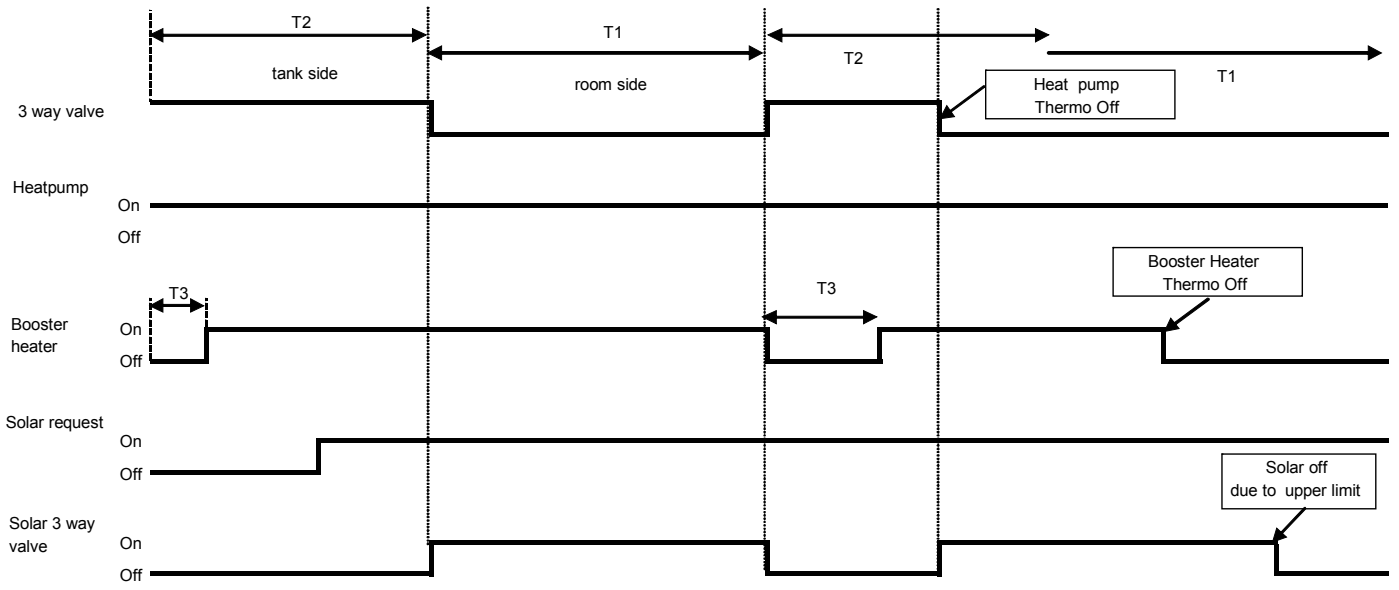 T2
T1
T2
T1
tank side
room side
Heat pump
Thermo Off
3 way valve
Heatpump
On
Off
Booster Heater
Thermo Off
T3
T3
Booster
heater
On
Off
Solar request
On
Off
Solar off
due to upper limit
Solar 3 way
valve
On
Off